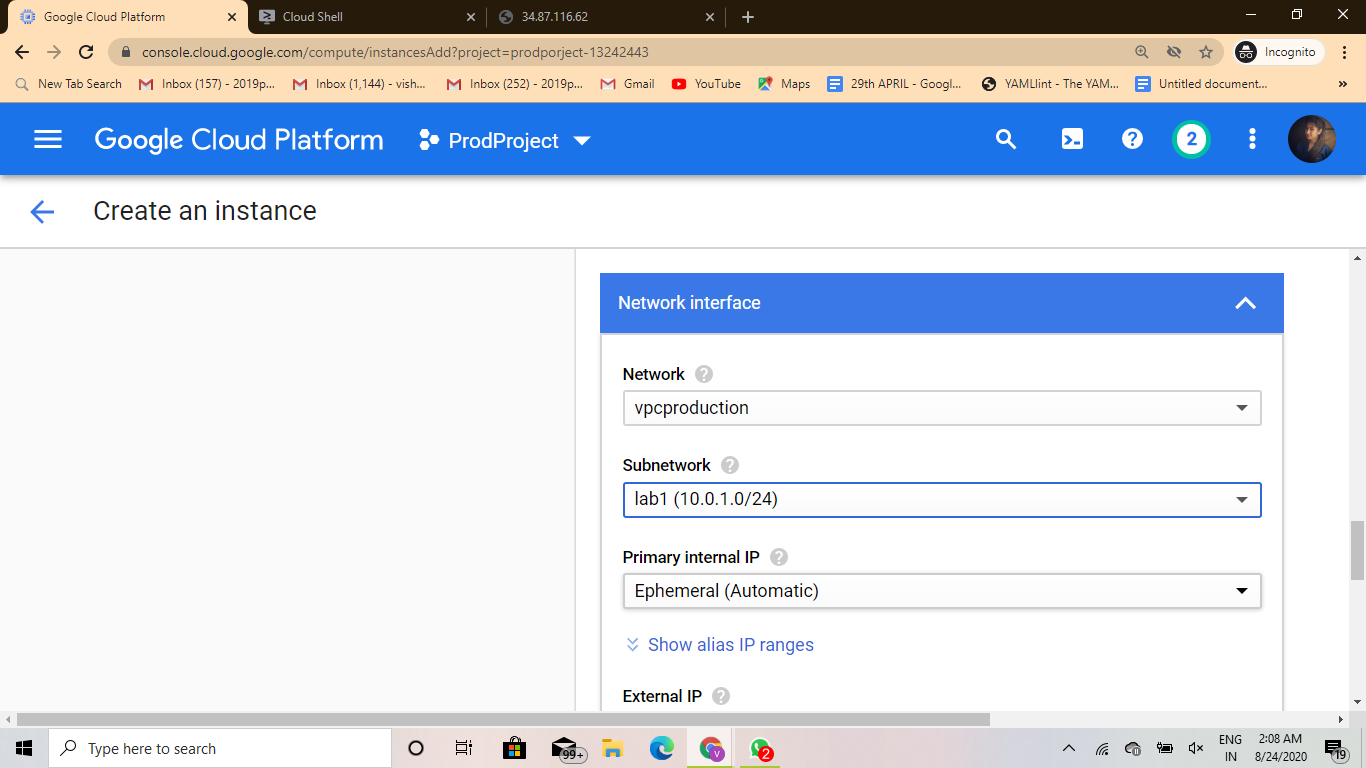 Google Cloud Platform
Cloud Shell
34.87.116.62
console.cloud.google.com/compute/instancesAdd?project=prodporject-13242443
Incognito
New Tab Search
Inbox (157) - 2019p...
Inbox (1,144) - vish...
Inbox (252) - 2019p...
Gmail
YouTube
Maps
29th APRIL - Googl...
YAMLlint - The YAM...
Untitled document...
»
Google Cloud Platform
ProdProject
?
2
Create an instance
Network interface
Network ?
vpcproduction
Subnetwork ?
lab1 (10.0.1.0/24)
Primary internal IP ?
Ephemeral (Automatic)
Show alias IP ranges
External IP ?
Type here to search
99+
V
2
ENG
IN
2:08 AM
8/24/2020
19